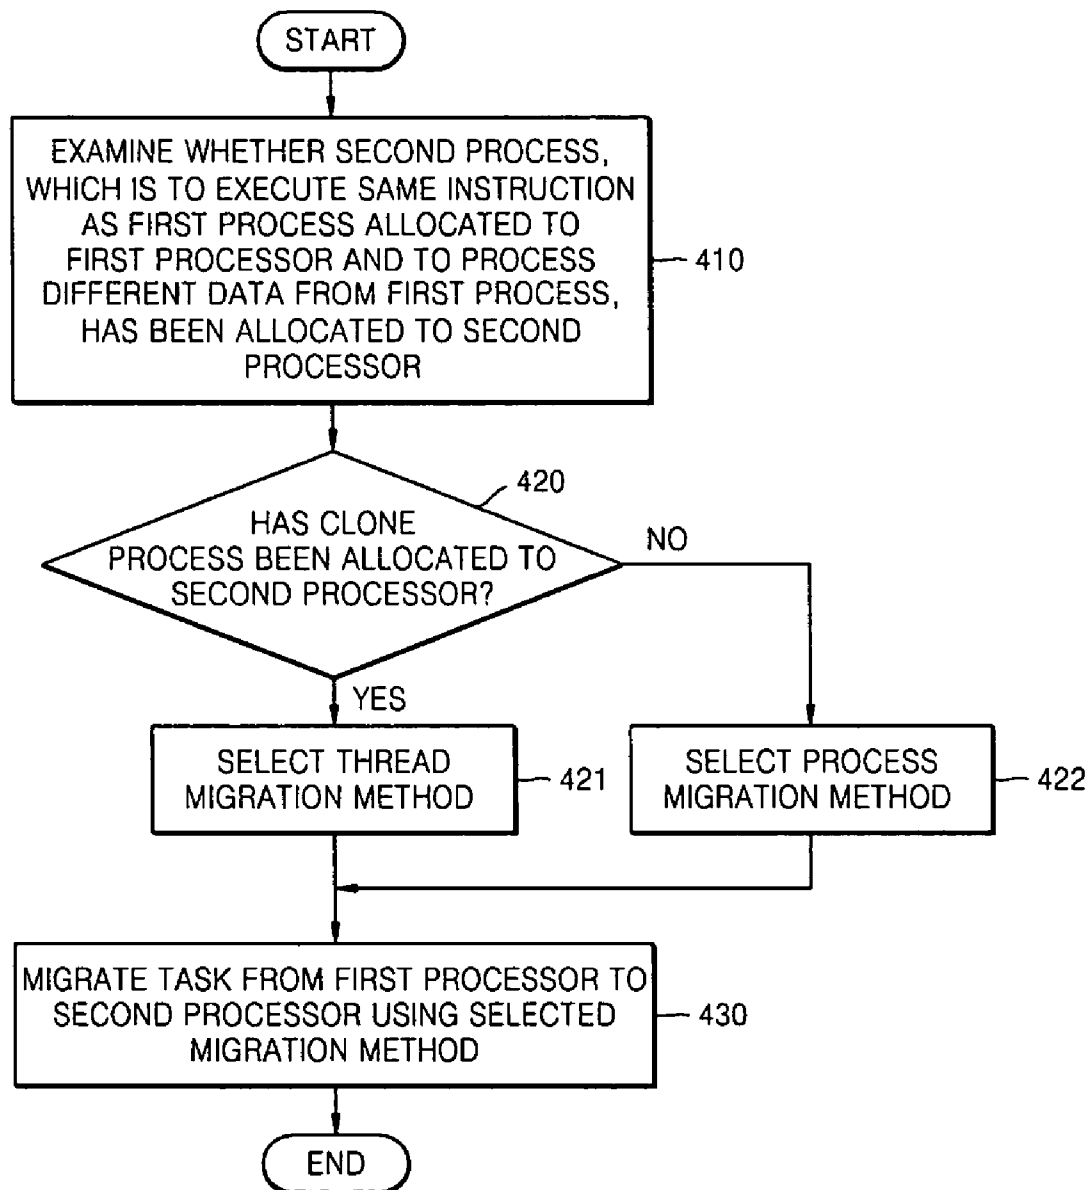 START
EXAMINE WHETHER SECOND PROCESS,
WHICH IS TO EXECUTE SAME INSTRUCTION
AS FIRST PROCESS ALLOCATED TO
FIRST PROCESSOR AND TO PROCESS
DIFFERENT DATA FROM FIRST PROCESS,
HAS BEEN ALLOCATED TO SECOND
PROCESSOR
410
420
HAS CLONE
PROCESS BEEN ALLOCATED TO
SECOND PROCESSOR?
NO
YES
SELECT THREAD
MIGRATION METHOD
421
SELECT PROCESS
MIGRATION METHOD
422
MIGRATE TASK FROM FIRST PROCESSOR TO
SECOND PROCESSOR USING SELECTED
MIGRATION METHOD
430
END